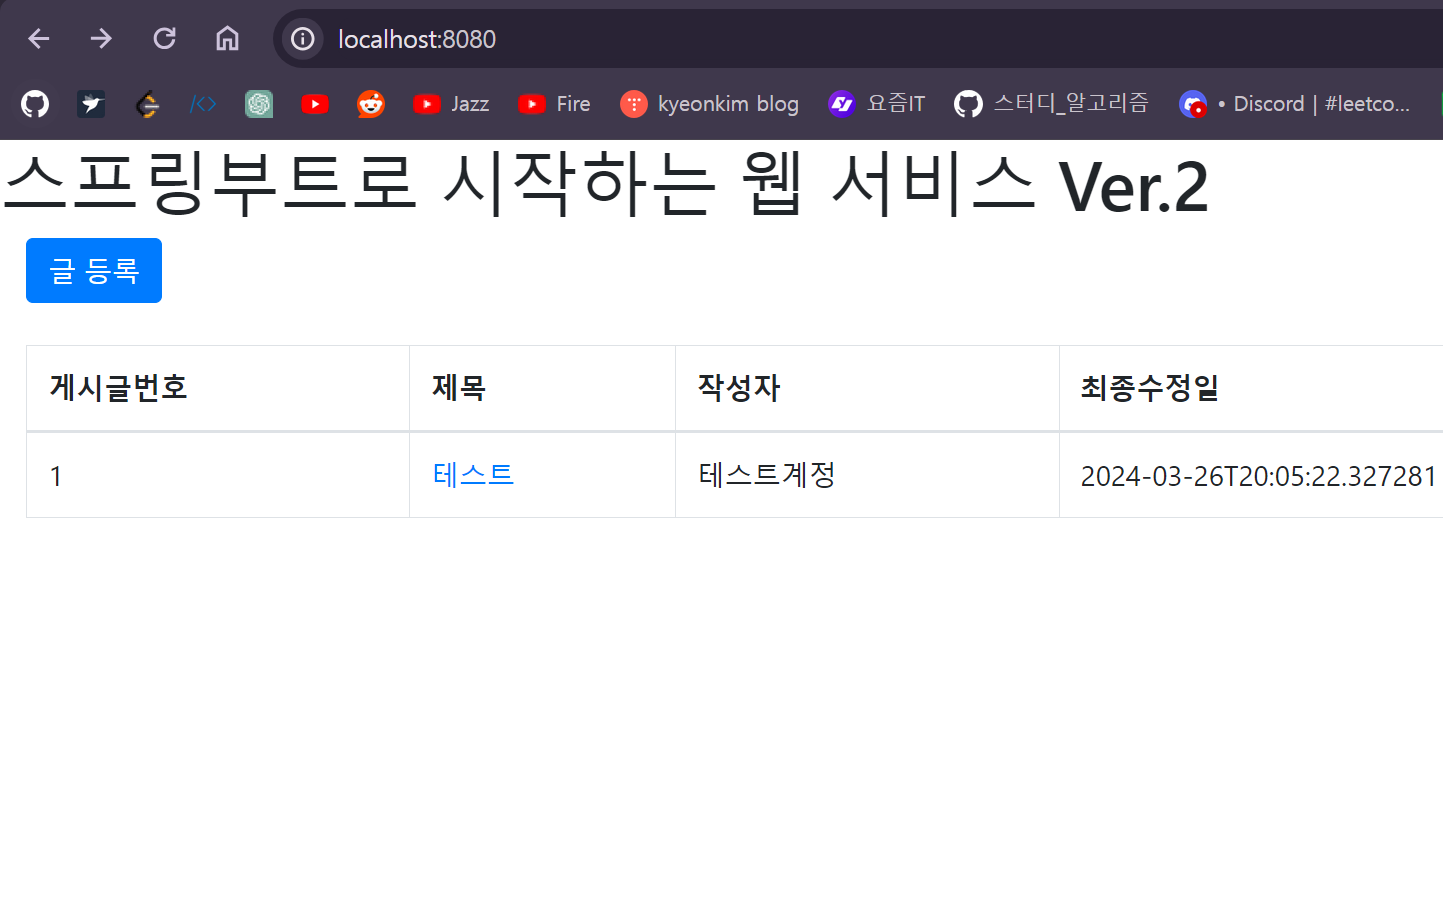 localhost:8080
Jazz Fire kyeonkim blog 요즘IT 스터디_알고리즘 • Discord | #leetco...
스프링부트로 시작하는 웹 서비스 Ver.2
글 등록
게시글번호 제목 작성자 최종수정일
1 테스트 테스트계정 2024-03-26T20:05:22.327281